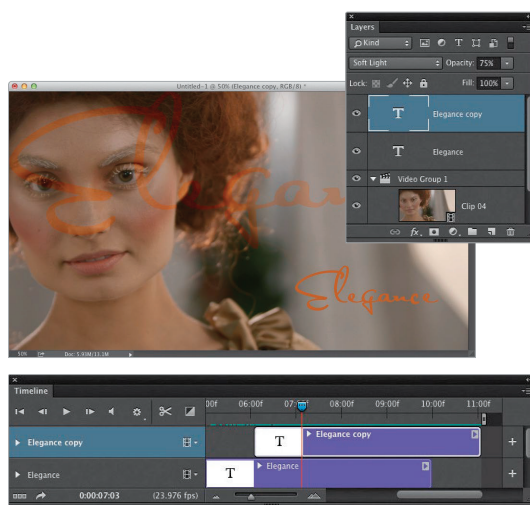 Layers
Kind
T
Soft Light
Opacity: 75%
Lock:
Fill: 100%
T Elegance copy
T Elegance
Video Group 1
Clip 04
fx
Untitled-1 @ 50% (Elegance copy, RGB/8) *
Elegance
Elegance
50%
Doc: 5.93M/11.1M
Timeline
00f 06:00f 07:00f 08:00f 09:00f 10:00f 11:00f
Elegance copy
T Elegance copy
Elegance
T Elegance
0:00:07:03 (23.976 fps)